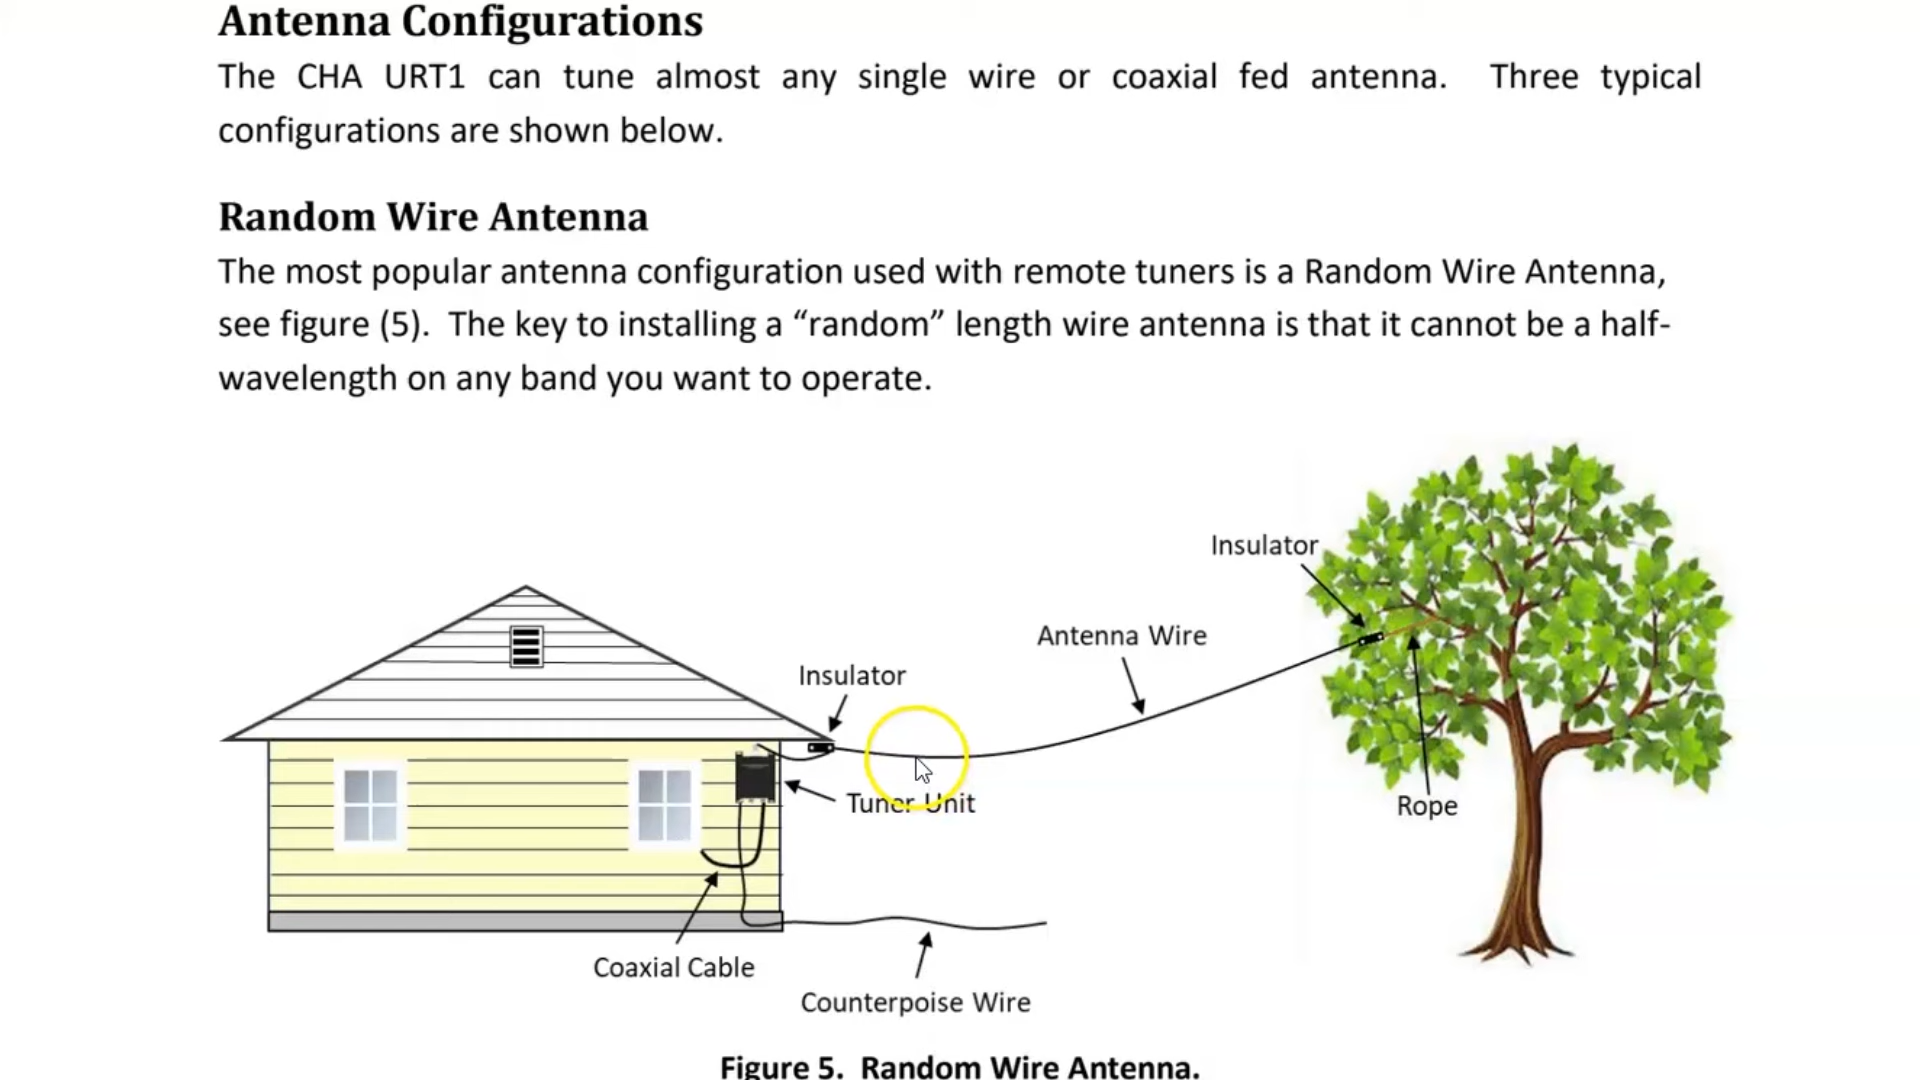 Antenna Configurations
The CHA URT1 can tune almost any single wire or coaxial fed antenna. Three typical
configurations are shown below.
Random Wire Antenna
The most popular antenna configuration used with remote tuners is a Random Wire Antenna,
see figure (5). The key to installing a “random” length wire antenna is that it cannot be a half-
wavelength on any band you want to operate.
Insulator
Antenna Wire
Insulator
Tuner Unit
Rope
Coaxial Cable
Counterpoise Wire
Figure 5. Random Wire Antenna.